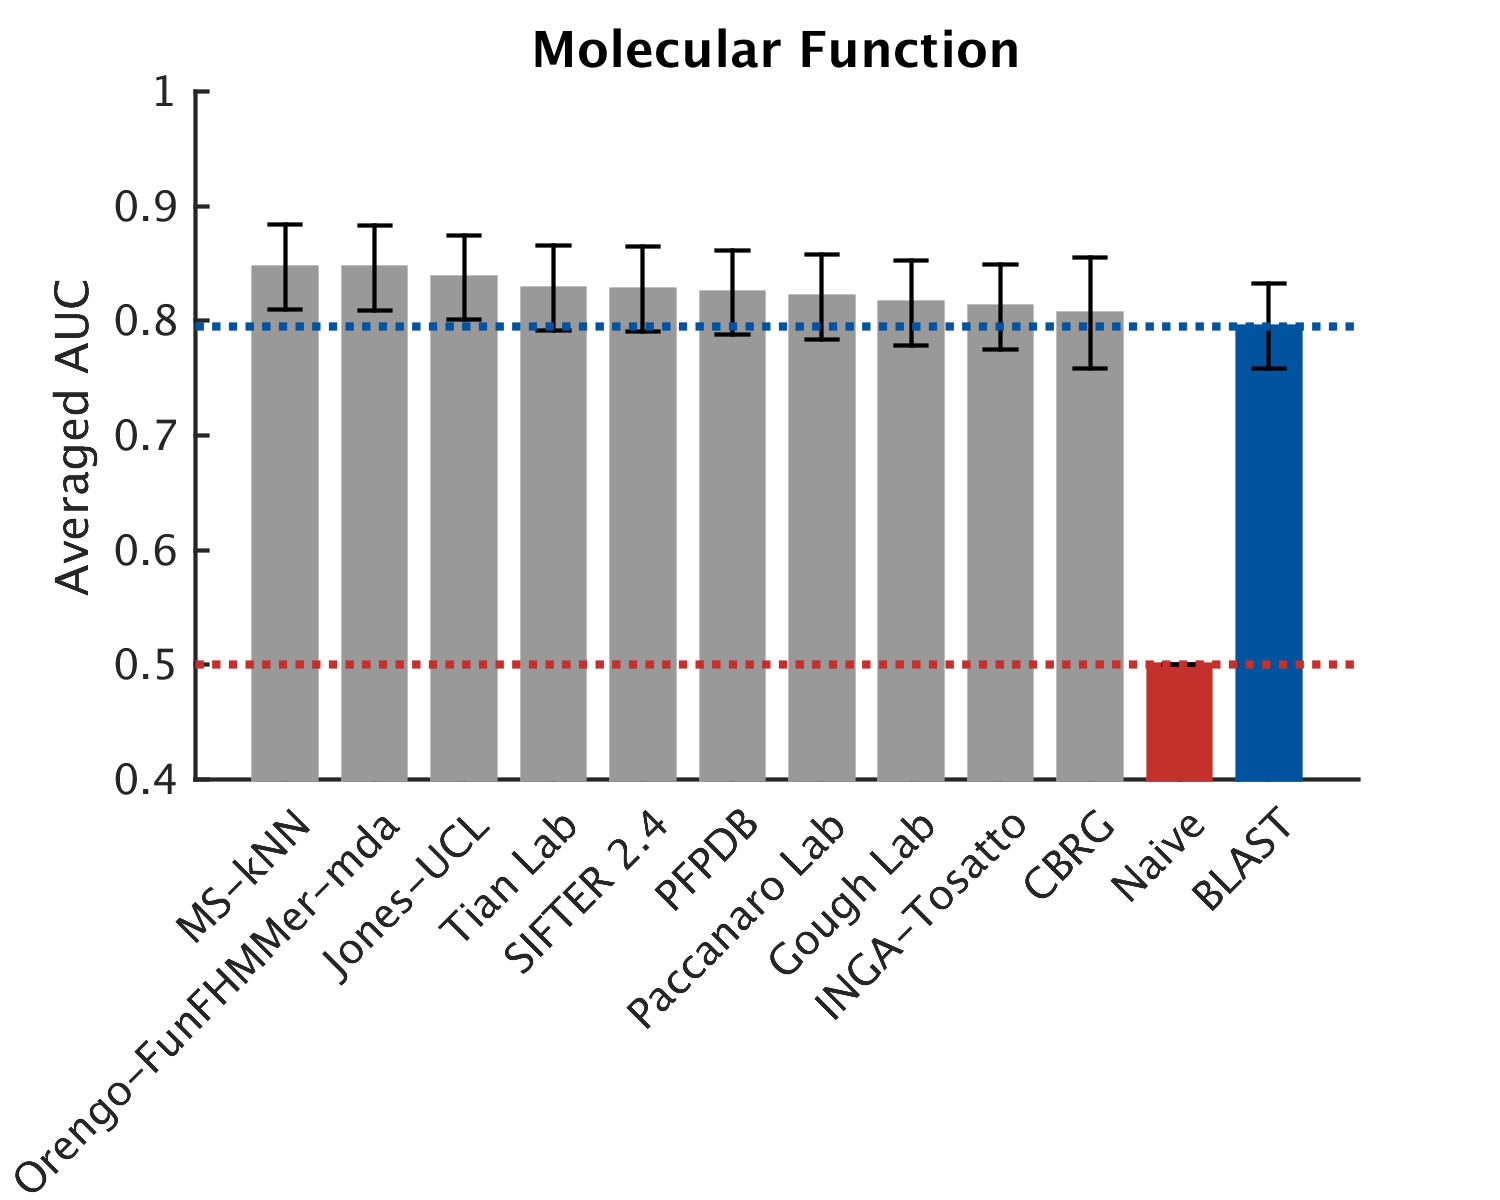 Molecular Function
Averaged AUC
1
0.9
0.8
0.7
0.6
0.5
0.4
MS-kNN
Orengo-FunFHMMer-mda
Jones-UCL
Tian Lab
SIFTER 2.4
PFPDB
Paccanaro Lab
Gough Lab
INGA-Tosatto
CBRG
Naive
BLAST